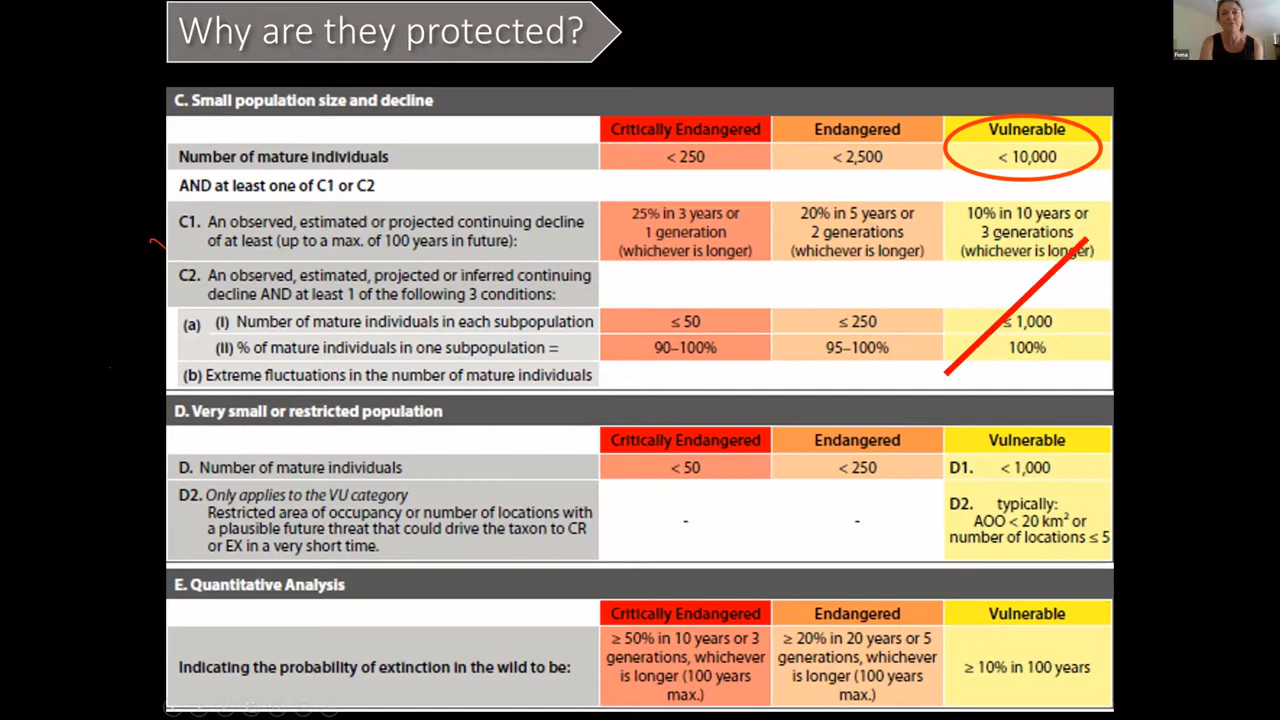 Why are they protected?
Fiona
C. Small population size and decline
Critically Endangered Endangered Vulnerable
Number of mature individuals < 250 < 2,500 < 10,000
AND at least one of C1 or C2
C1. An observed, estimated or projected continuing decline
of at least (up to a max. of 100 years in future):
25% in 3 years or
1 generation
(whichever is longer)
20% in 5 years or
2 generations
(whichever is longer)
10% in 10 years or
3 generations
(whichever is longer)
C2. An observed, estimated, projected or inferred continuing
decline AND at least 1 of the following 3 conditions:
(a) (I) Number of mature individuals in each subpopulation ≤ 50 ≤ 250 ≤ 1,000
(II) % of mature individuals in one subpopulation = 90–100% 95–100% 100%
(b) Extreme fluctuations in the number of mature individuals
D. Very small or restricted population
Critically Endangered Endangered Vulnerable
D. Number of mature individuals < 50 < 250 D1. < 1,000
D2. Only applies to the VU category
Restricted area of occupancy or number of locations with
a plausible future threat that could drive the taxon to CR
or EX in a very short time.
- -
D2. typically:
AOO < 20 km² or
number of locations ≤ 5
E. Quantitative Analysis
Critically Endangered Endangered Vulnerable
Indicating the probability of extinction in the wild to be:
≥ 50% in 10 years or 3
generations, whichever
is longer (100 years
max.)
≥ 20% in 20 years or 5
generations, whichever
is longer (100 years
max.)
≥ 10% in 100 years